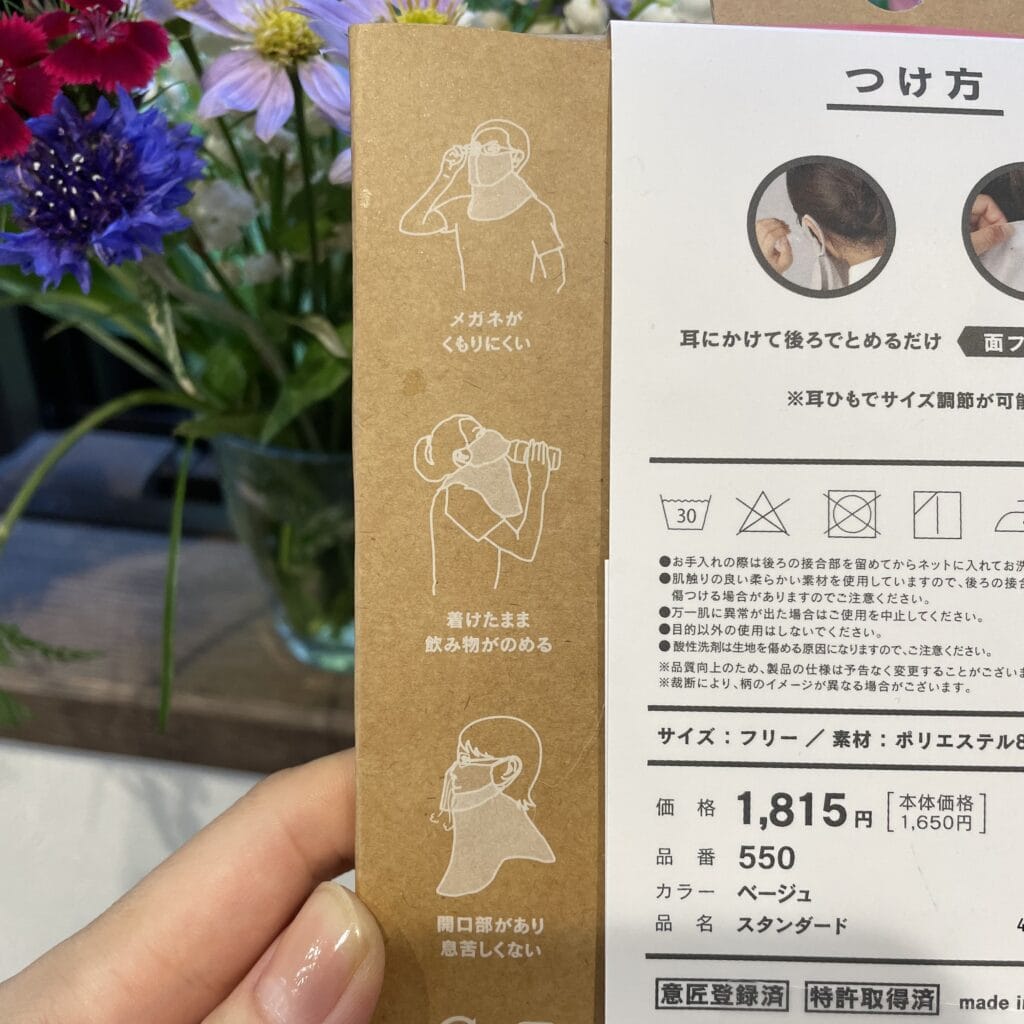 メガネが
くもりにくい
着けたまま
飲み物がのめる
開口部があり
息苦しくない
つけ方
耳にかけて後ろでとめるだけ
面フ
※耳ひもでサイズ調節が可能
30
●お手入れの際は後ろの接合部を留めてからネットに入れてお洗
●肌触りの良い柔らかい素材を使用していますので、後ろの接合
傷つける場合がありますのでご注意ください。
●万一肌に異常が出た場合はご使用を中止してください。
●目的以外の使用はしないでください。
●酸性洗剤は生地を傷める原因になりますので、ご注意ください。
※品質向上のため、製品の仕様は予告なく変更することがございま
※裁断により、柄のイメージが異なる場合がございます。
サイズ：フリー／素材：ポリエステル8
価格 1,815円 [本体価格 1,650円]
品番 550
カラー ベージュ
品名 スタンダード
4
意匠登録済 特許取得済 made in